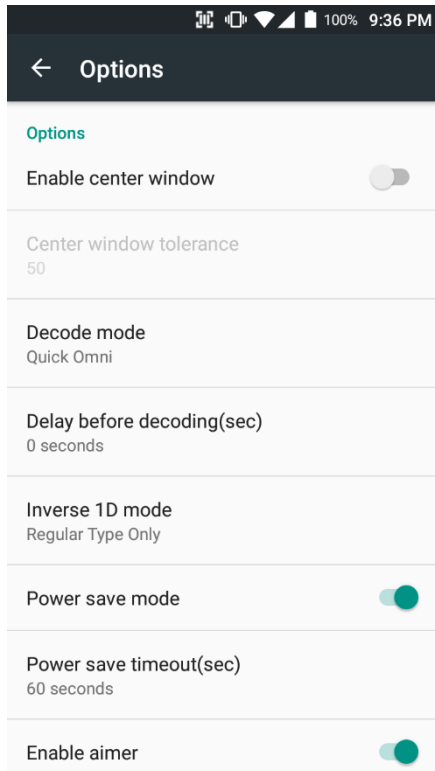 100% 9:36 PM
Options
Options
Enable center window
Center window tolerance
50
Decode mode
Quick Omni
Delay before decoding(sec)
0 seconds
Inverse 1D mode
Regular Type Only
Power save mode
Power save timeout(sec)
60 seconds
Enable aimer